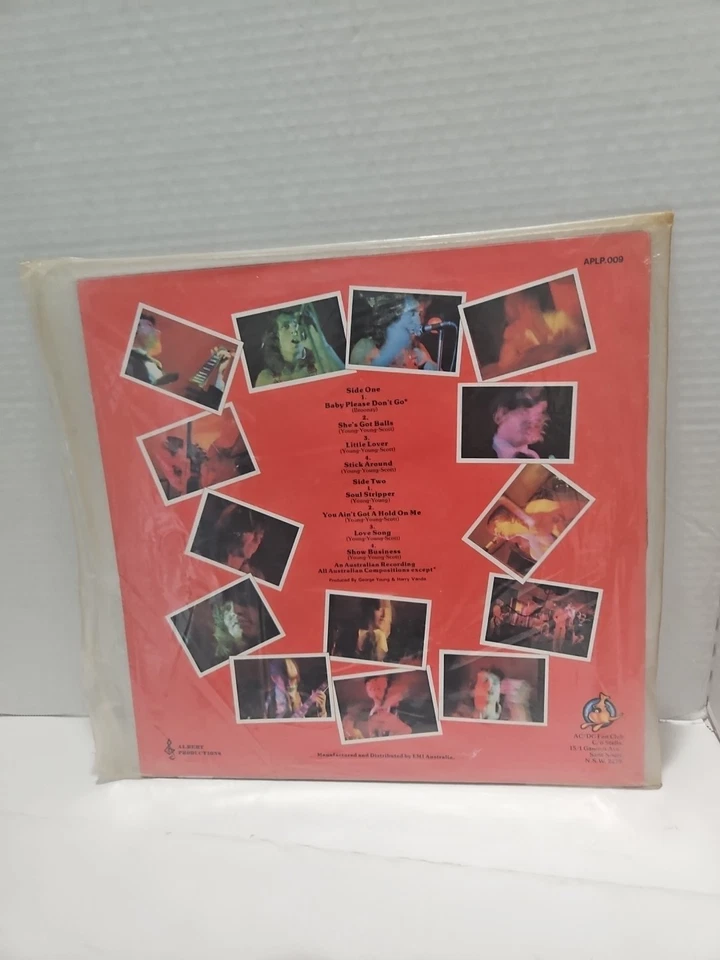 APLP.009
Side One
1.
Baby Please Don't Go*
2.
She's Got Balls
(Young-Young-Scott)
3.
Little Lover
(Young-Young-Scott)
4.
Stick Around
(Young-Young-Scott)
Side Two
1.
Soul Stripper
(Young-Young)
2.
You Ain't Got A Hold On Me
(Young-Young-Scott)
3.
Love Song
(Young-Young-Scott)
4.
Show Business
(Young-Young-Scott)
An Australian Recording
All Australian Compositions except*
Produced by George Young & Harry Vanda
ALBERT
PRODUCTIONS
Manufactured and Distributed by EMI Australia.
AC/DC Fan Club